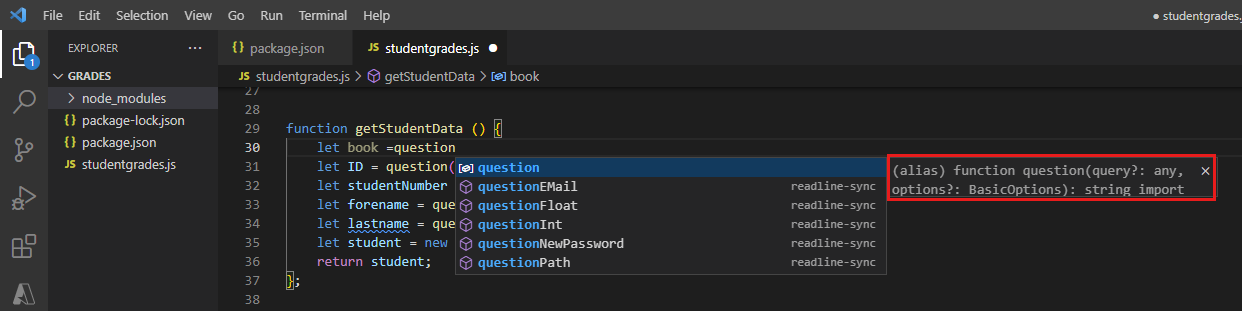 File Edit Selection View Go Run Terminal Help ● studentgrades.
EXPLORER ···
{} package.json JS studentgrades.js ●
1
GRADES
JS studentgrades.js > getStudentData > book
node_modules
package-lock.json
package.json
JS studentgrades.js
27
28
29 function getStudentData () {
30 let book =question
31 let ID = question(
32 let studentNumber
33 let forename = que
34 let lastname = que
35 let student = new
36 return student;
37 };
38
question
questionEMail readline-sync
questionFloat readline-sync
questionInt readline-sync
questionNewPassword readline-sync
questionPath readline-sync
(alias) function question(query?: any, ×
options?: BasicOptions): string import